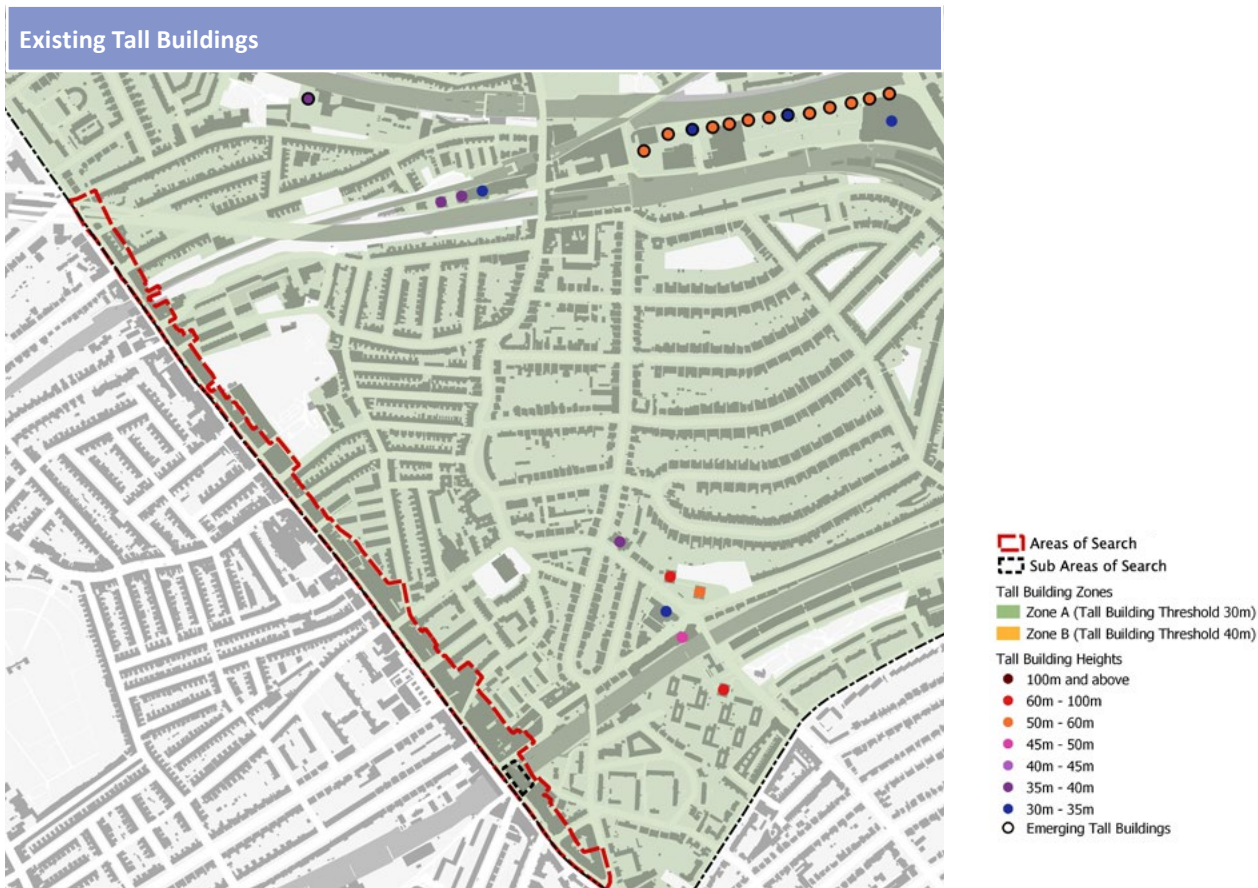 Existing Tall Buildings
Areas of Search
Sub Areas of Search
Tall Building Zones
Zone A (Tall Building Threshold 30m)
Zone B (Tall Building Threshold 40m)
Tall Building Heights
100m and above
60m - 100m
50m - 60m
45m - 50m
40m - 45m
35m - 40m
30m - 35m
Emerging Tall Buildings